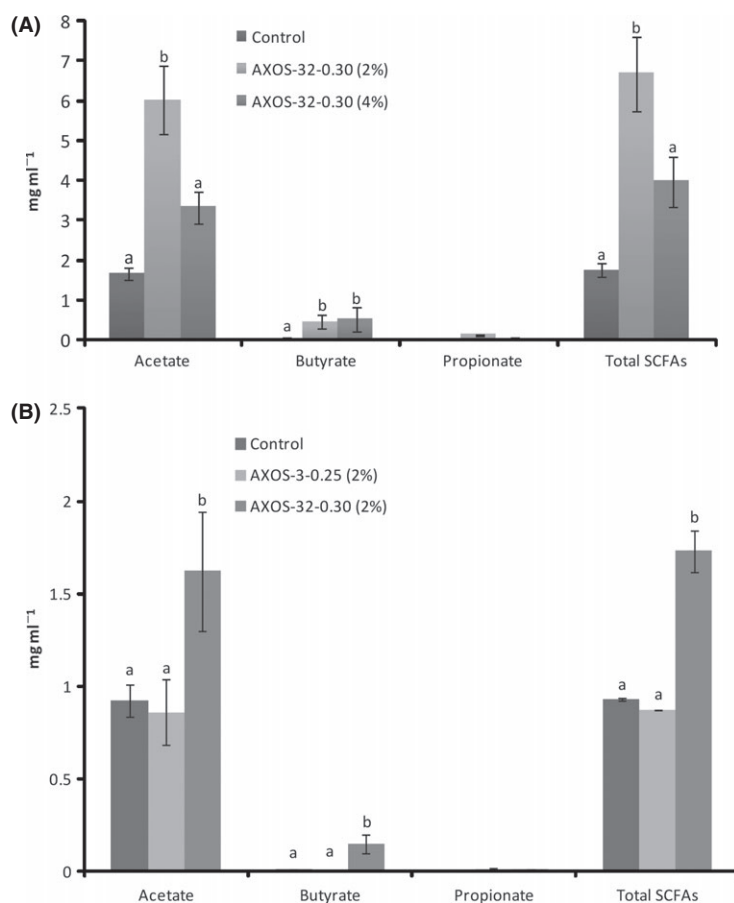 (A)
8
7
6
5
4
3
2
1
0
mg ml⁻¹
Control
AXOS-32-0.30 (2%)
AXOS-32-0.30 (4%)
a
b
a
a
b
b
a
b
a
Acetate
Butyrate
Propionate
Total SCFAs
(B)
2.5
2
1.5
1
0.5
0
mg ml⁻¹
Control
AXOS-3-0.25 (2%)
AXOS-32-0.30 (2%)
a
a
b
a
a
b
a
a
b
Acetate
Butyrate
Propionate
Total SCFAs